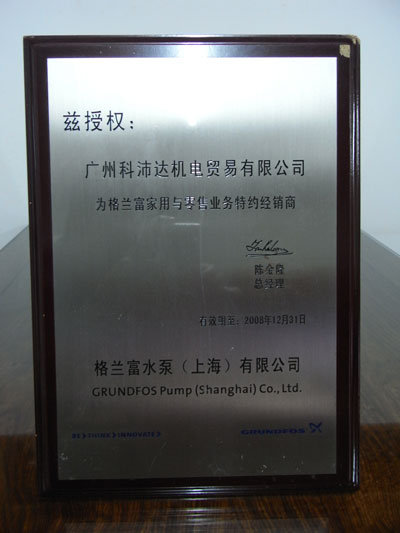 兹授权：
广州科沛达机电贸易有限公司
为格兰富家用与零售业务特约经销商
总经理
有效期至：2008年12月31日
格兰富水泵（上海）有限公司
GRUNDFOS Pump (Shanghai) Co., Ltd.
BE>THINK>INNOVATE>
GRUNDFOS